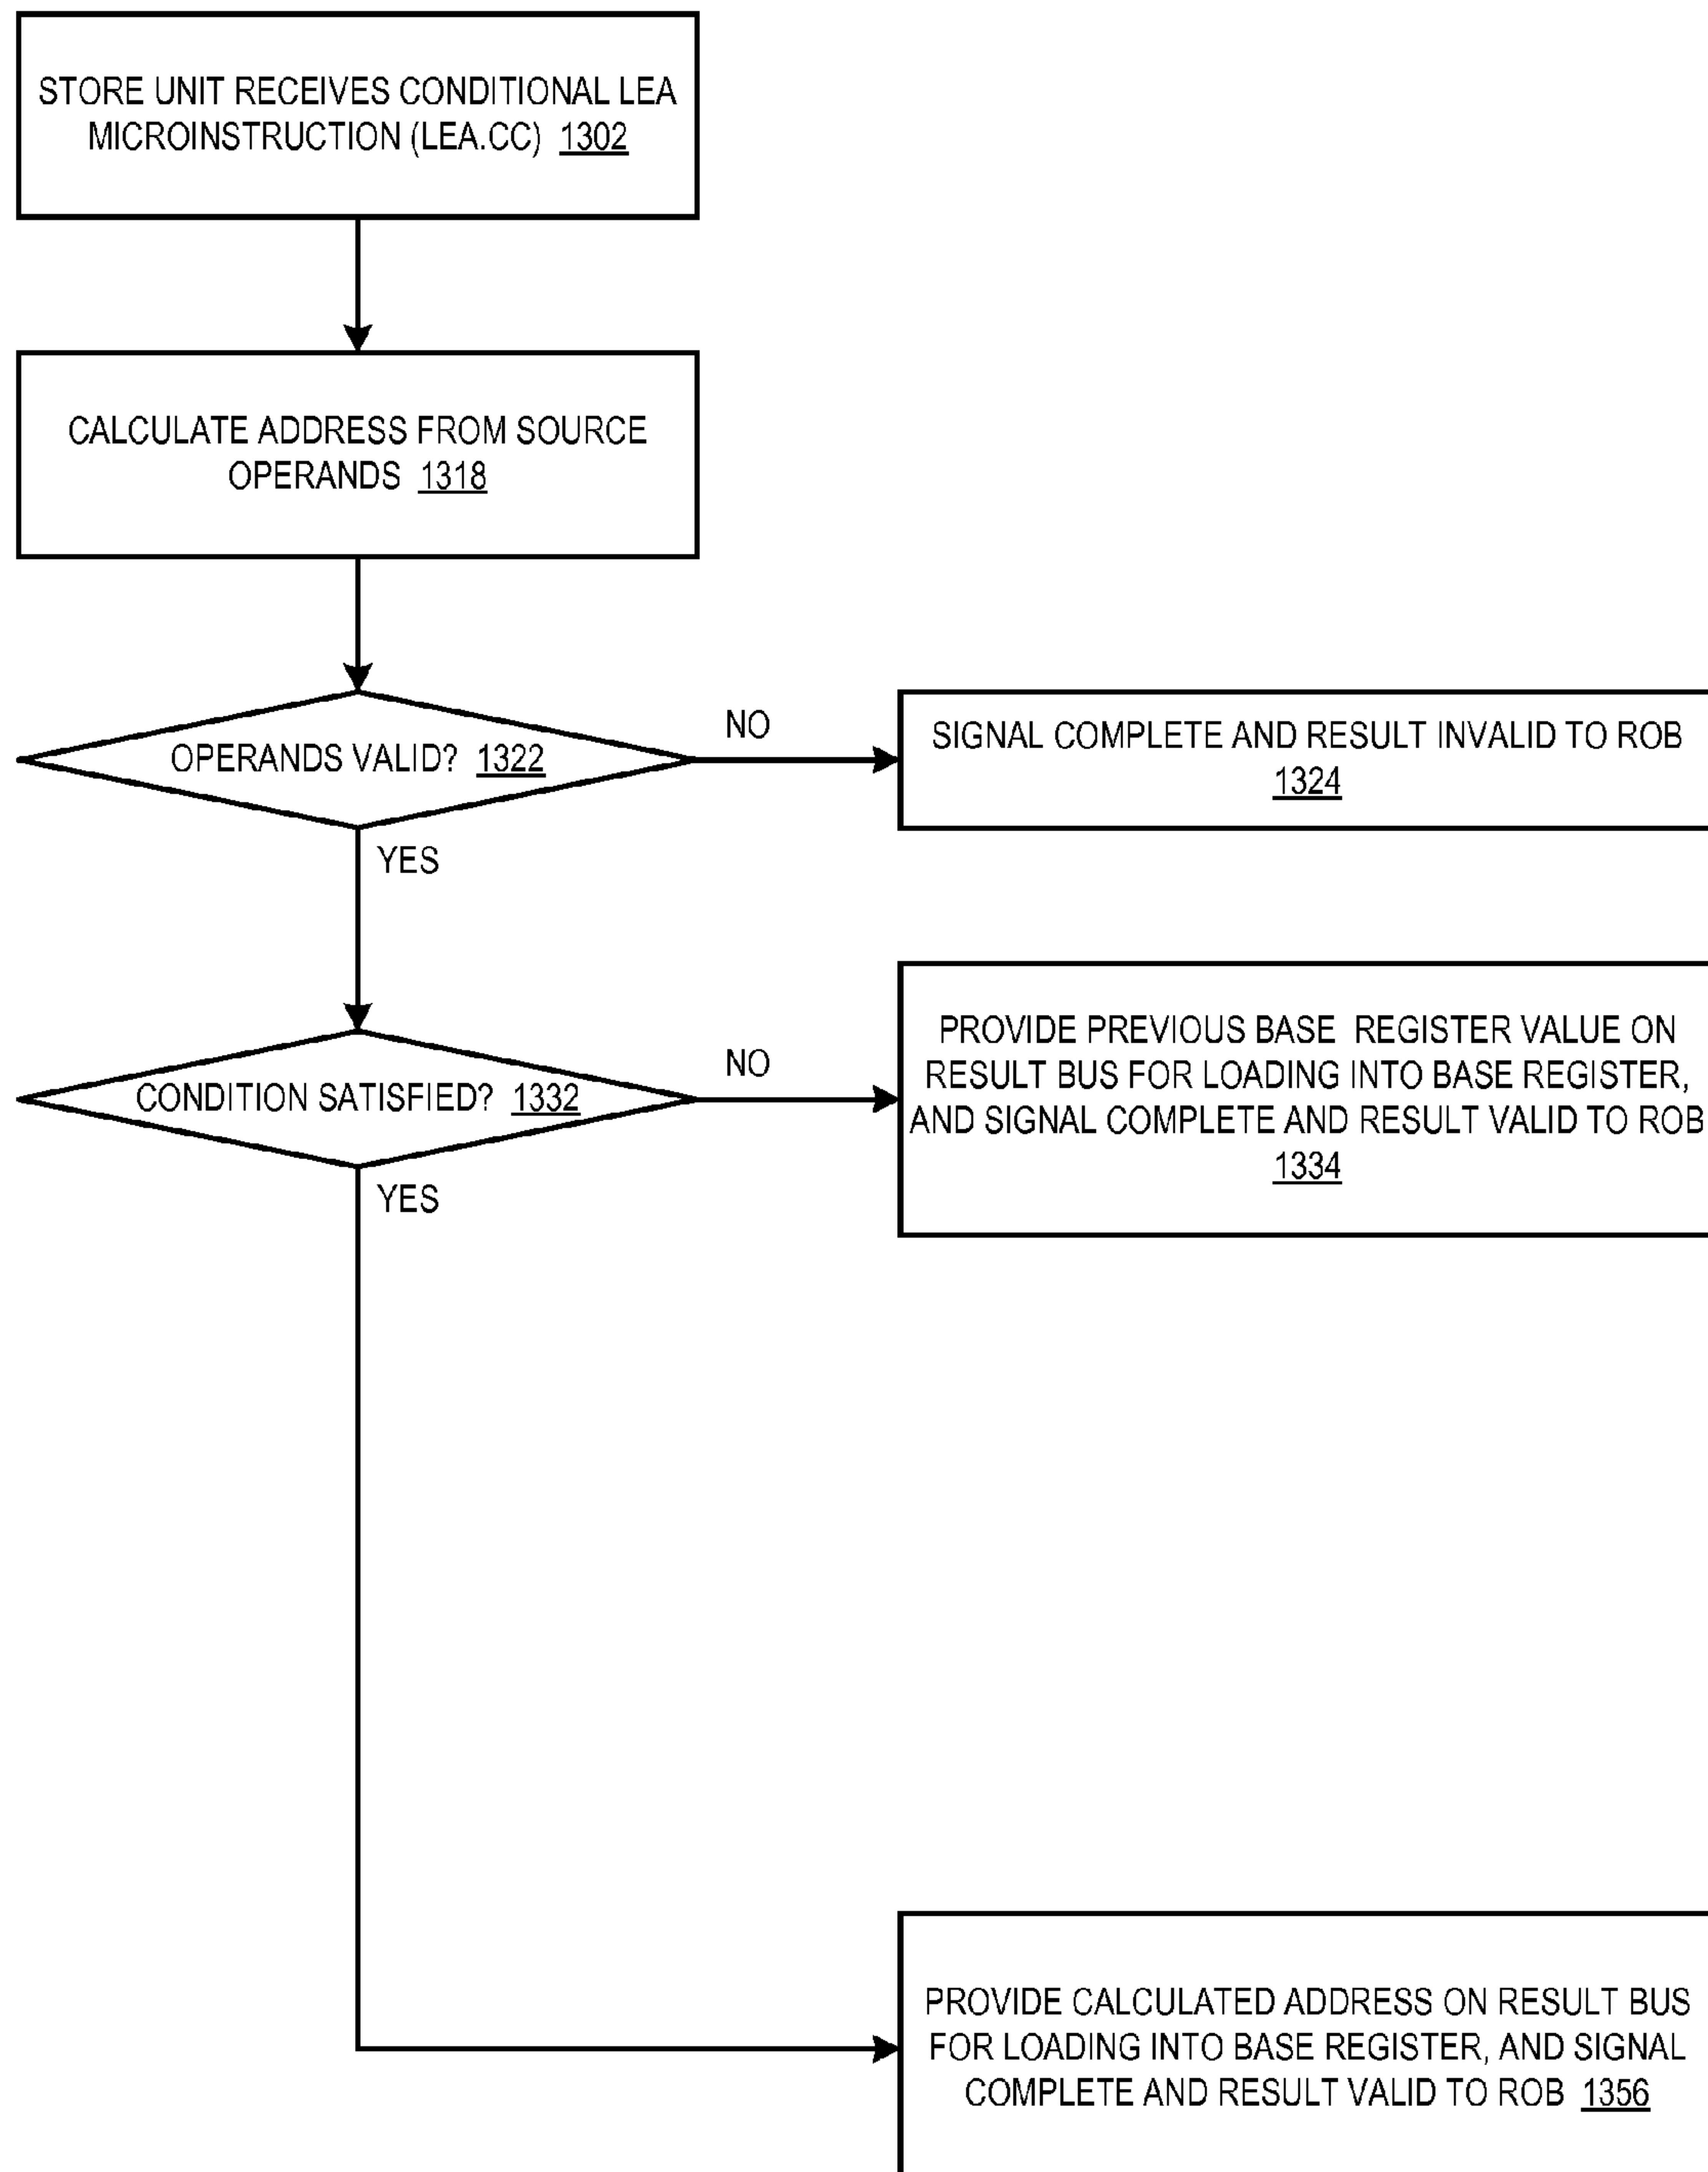 STORE UNIT RECEIVES CONDITIONAL LEA
MICROINSTRUCTION (LEA.CC) 1302
CALCULATE ADDRESS FROM SOURCE
OPERANDS 1318
OPERANDS VALID? 1322
NO
SIGNAL COMPLETE AND RESULT INVALID TO ROB
1324
YES
CONDITION SATISFIED? 1332
NO
PROVIDE PREVIOUS BASE REGISTER VALUE ON
RESULT BUS FOR LOADING INTO BASE REGISTER,
AND SIGNAL COMPLETE AND RESULT VALID TO ROB
1334
YES
PROVIDE CALCULATED ADDRESS ON RESULT BUS
FOR LOADING INTO BASE REGISTER, AND SIGNAL
COMPLETE AND RESULT VALID TO ROB 1356